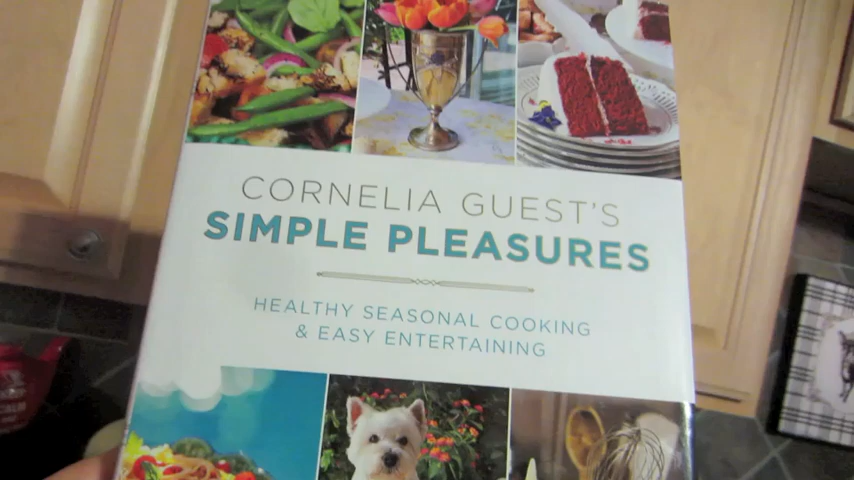 CORNELIA GUEST'S
SIMPLE PLEASURES
HEALTHY SEASONAL COOKING
& EASY ENTERTAINING